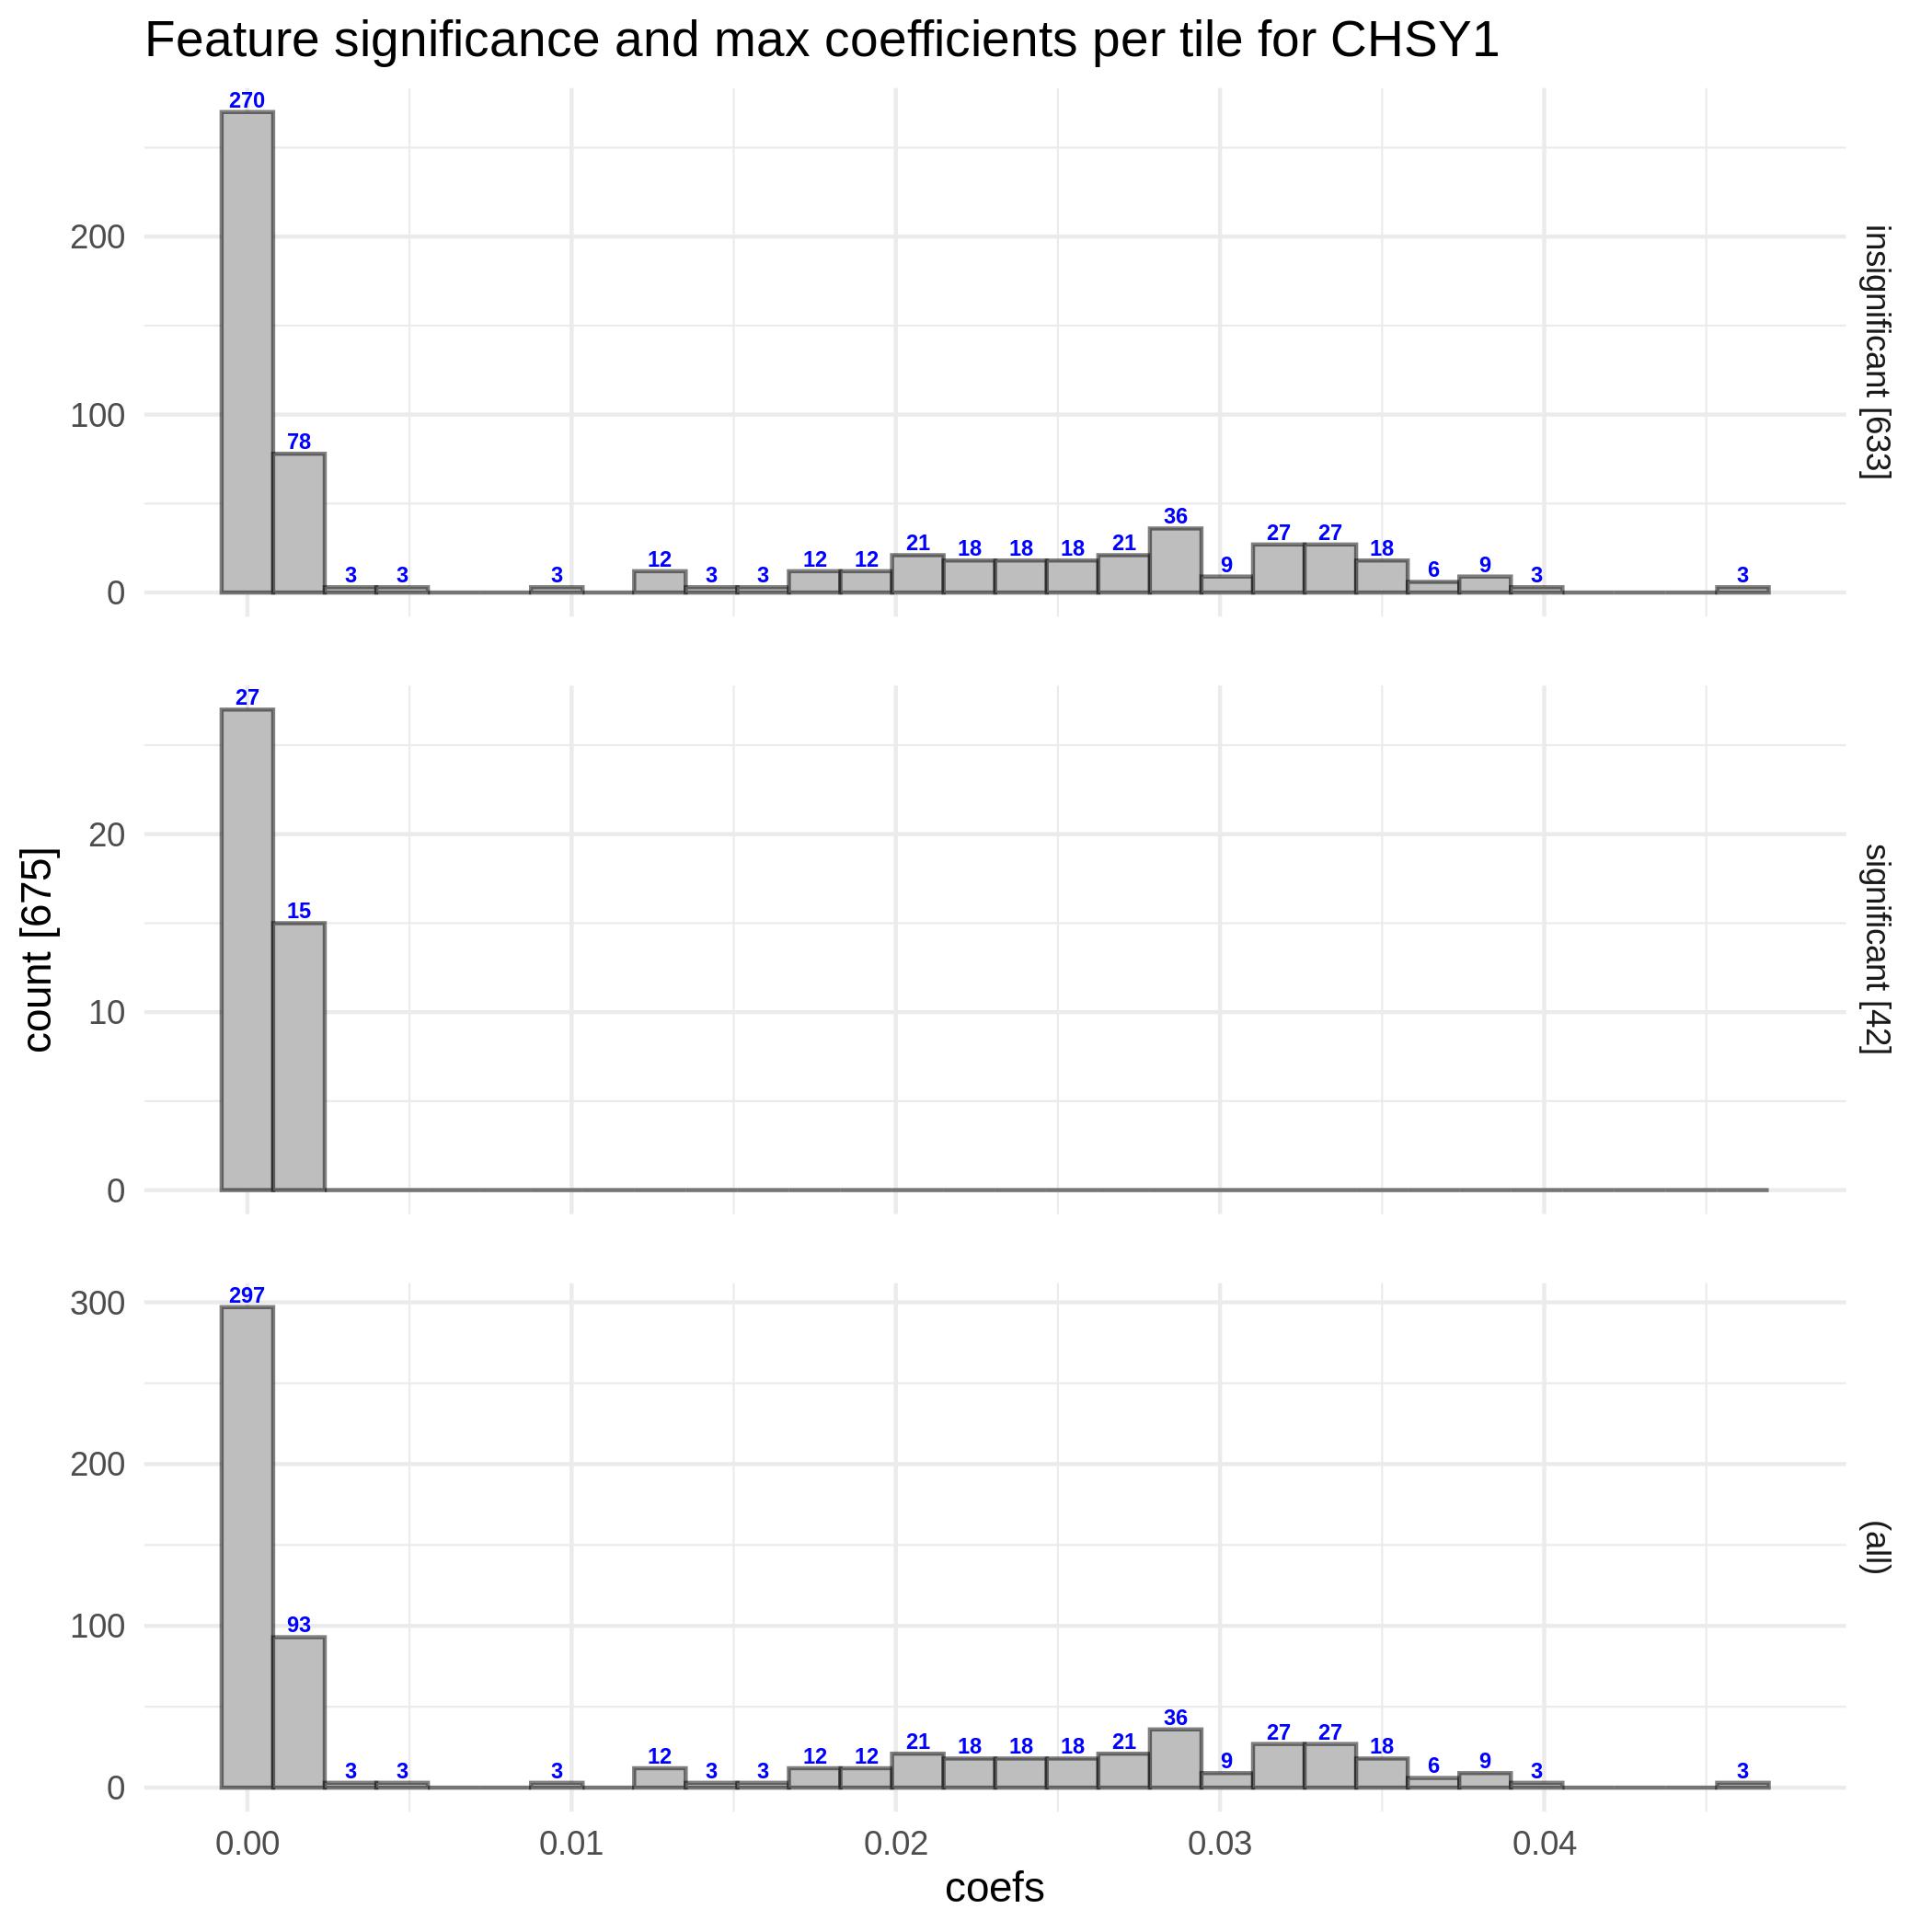 Feature significance and max coefficients per tile for CHSY1
270
78
3 3 3 12 3 3 12 12 21 18 18 18 21 36 9 27 27 18 6 9 3 3
200
100
0
insignificant [633]
27
15
20
10
0
significant [42]
count [675]
297
93
3 3 3 12 3 3 12 12 21 18 18 18 21 36 9 27 27 18 6 9 3 3
300
200
100
0
(all)
0.00 0.01 0.02 0.03 0.04
coefs